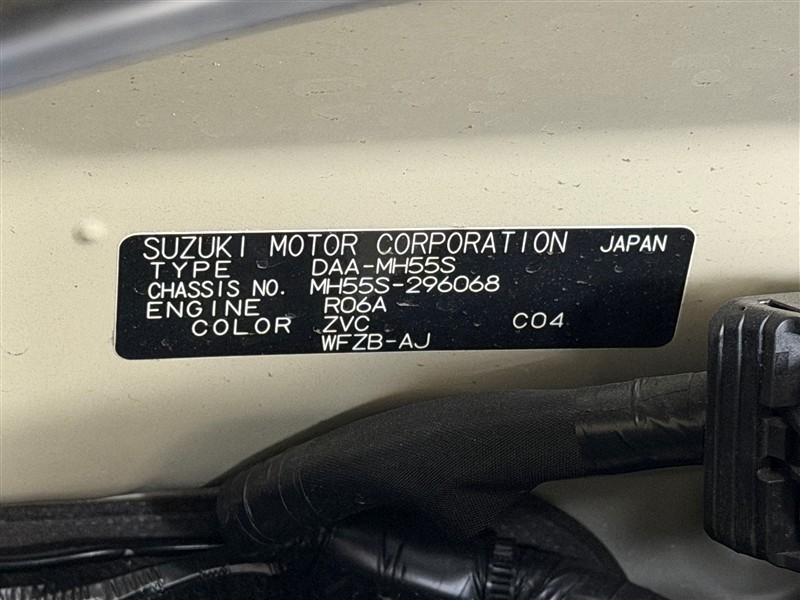 SUZUKI MOTOR CORPORATION JAPAN
TYPE DAA-MH55S
CHASSIS NO. MH55S-296068
ENGINE R06A
COLOR ZVC C04
WFZB-AJ